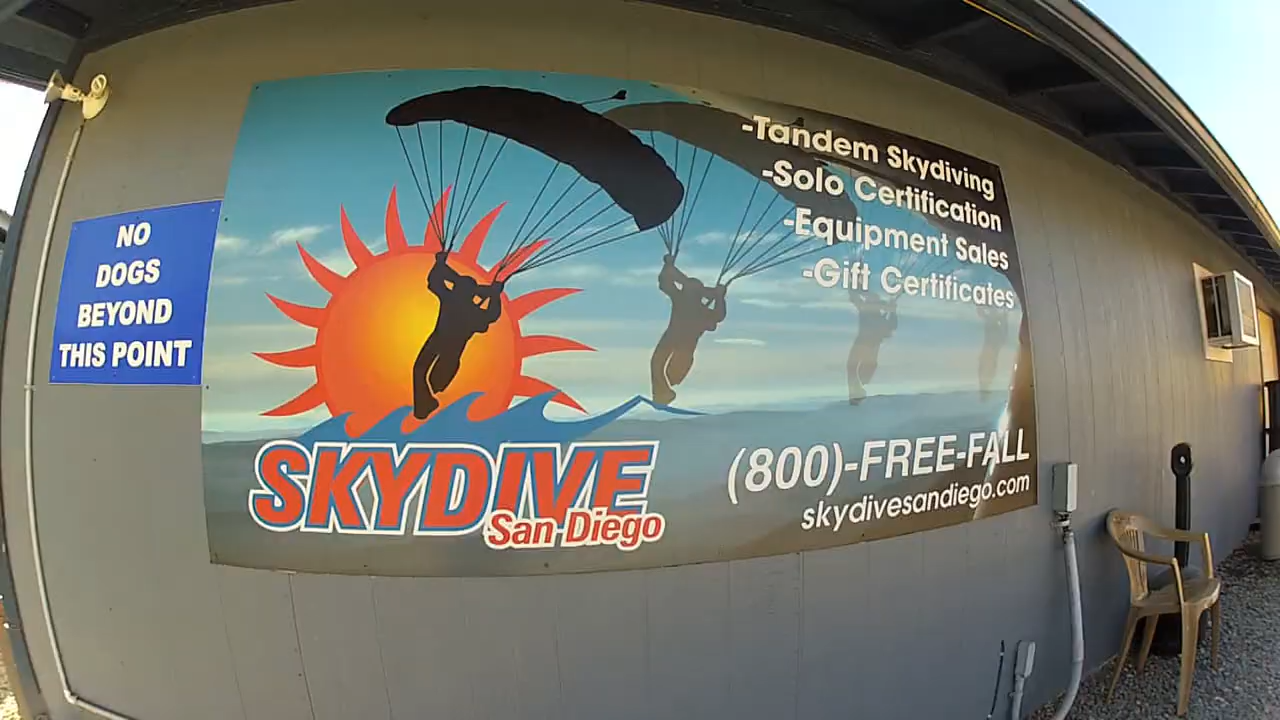 NO
DOGS
BEYOND
THIS POINT
-Tandem Skydiving
-Solo Certification
-Equipment Sales
-Gift Certificates
SKYDIVE
San Diego
(800)-FREE-FALL
skydivesandiego.com